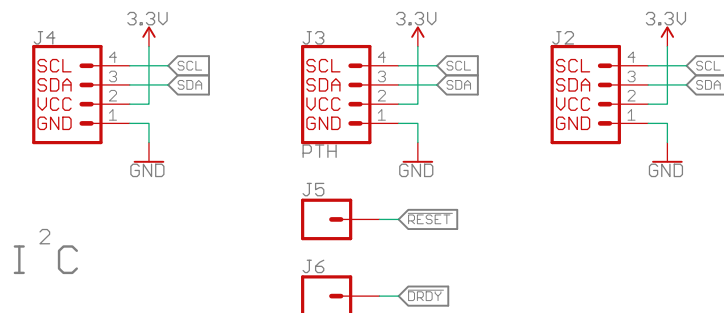 3.3V 3.3V 3.3V
J4 J3 J2
SCL 4 SCL SCL 4 SCL SCL 4 SCL
SDA 3 SDA SDA 3 SDA SDA 3 SDA
VCC 2 VCC 2 VCC 2
GND 1 GND 1 GND 1
PTH
GND GND GND
J5
RESET
I²C
J6
DRDY